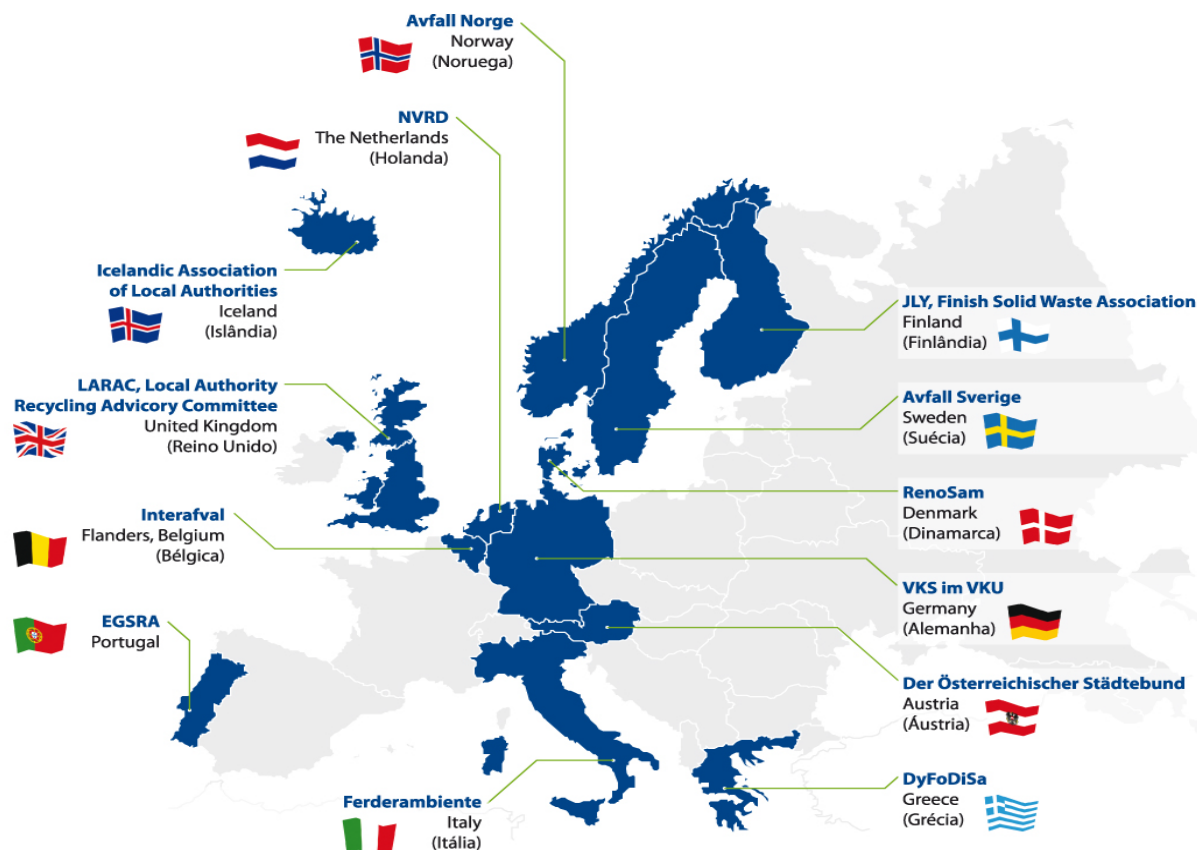 Avfall Norge
Norway
(Noruega)
NVRD
The Netherlands
(Holanda)
Icelandic Association
of Local Authorities
Iceland
(Islândia)
LARAC, Local Authority
Recycling Advicory Committee
United Kingdom
(Reino Unido)
Interafval
Flanders, Belgium
(Bélgica)
EGSRA
Portugal
Ferderambiente
Italy
(Itália)
JLY, Finish Solid Waste Association
Finland
(Finlândia)
Avfall Sverige
Sweden
(Suécia)
RenoSam
Denmark
(Dinamarca)
VKS im VKU
Germany
(Alemanha)
Der Österreichischer Städtebund
Austria
(Áustria)
DyFoDiSa
Greece
(Grécia)